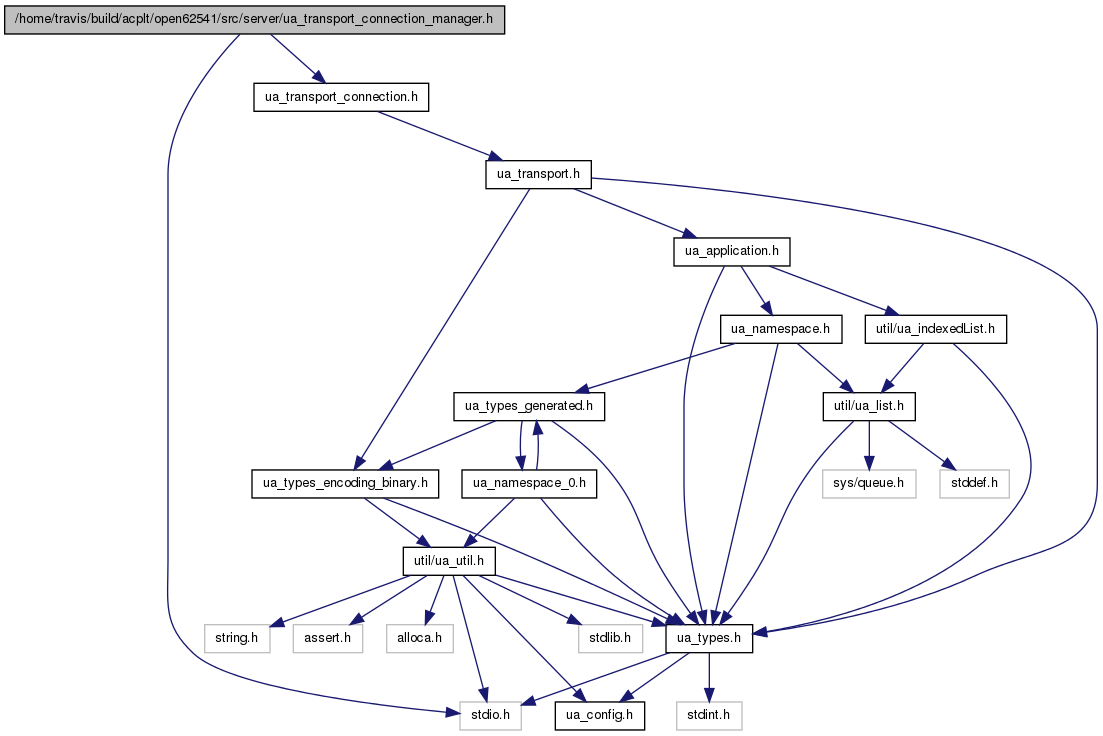 /home/travis/build/acplt/open62541/src/server/ua_transport_connection_manager.h
ua_transport_connection.h
ua_transport.h
ua_application.h
ua_namespace.h
util/ua_indexedList.h
ua_types_generated.h
util/ua_list.h
ua_types_encoding_binary.h
ua_namespace_0.h
sys/queue.h
stddef.h
util/ua_util.h
string.h
assert.h
alloca.h
stdlib.h
ua_types.h
stdio.h
ua_config.h
stdint.h